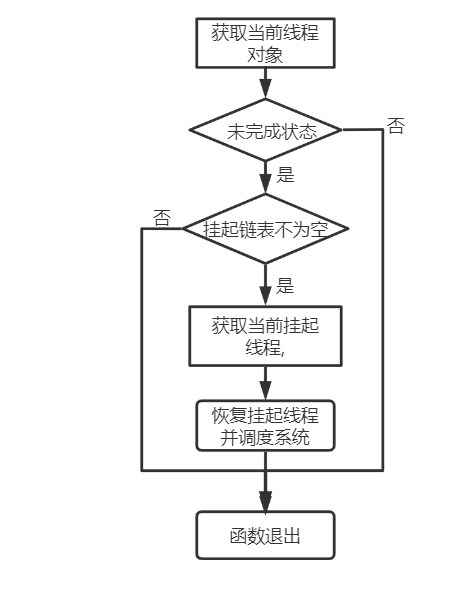 获取当前线程
对象
未完成状态
否
是
否
挂起链表不为空
是
获取当前挂起
线程,
恢复挂起线程
并调度系统
函数退出